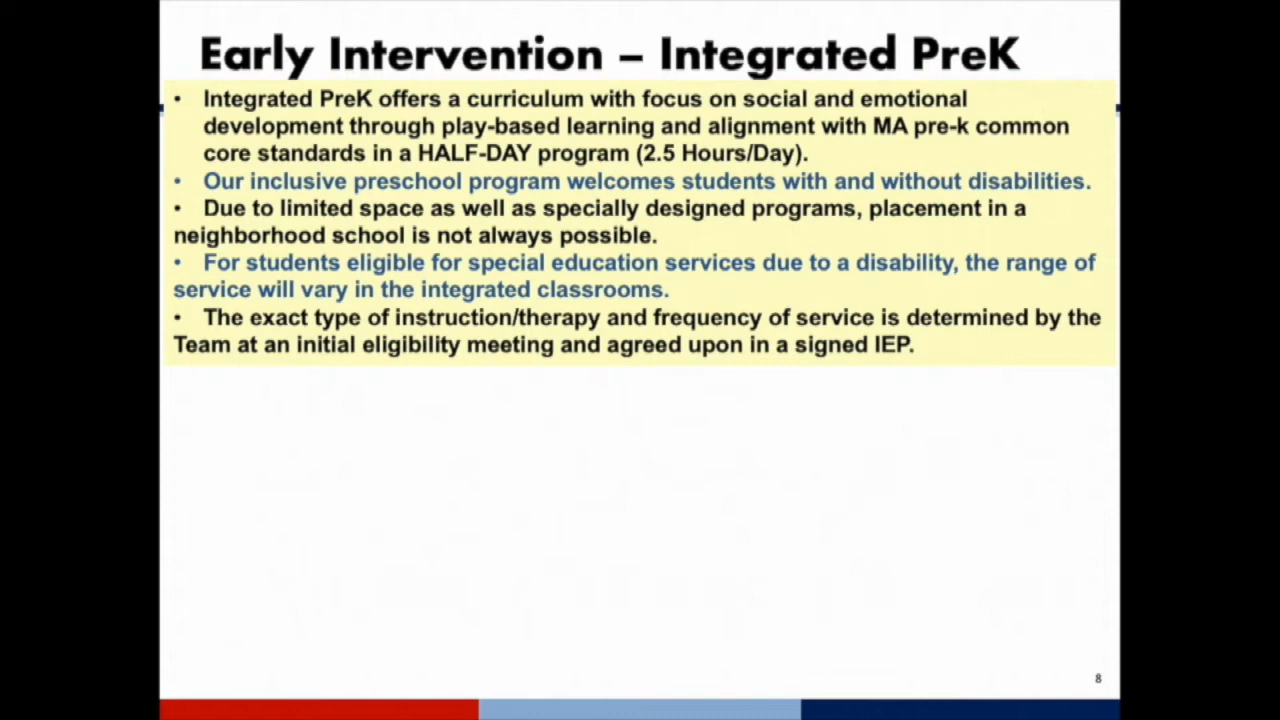 Early Intervention – Integrated PreK
• Integrated PreK offers a curriculum with focus on social and emotional
development through play-based learning and alignment with MA pre-k common
core standards in a HALF-DAY program (2.5 Hours/Day).
• Our inclusive preschool program welcomes students with and without disabilities.
• Due to limited space as well as specially designed programs, placement in a
neighborhood school is not always possible.
• For students eligible for special education services due to a disability, the range of
service will vary in the integrated classrooms.
• The exact type of instruction/therapy and frequency of service is determined by the
Team at an initial eligibility meeting and agreed upon in a signed IEP.
8